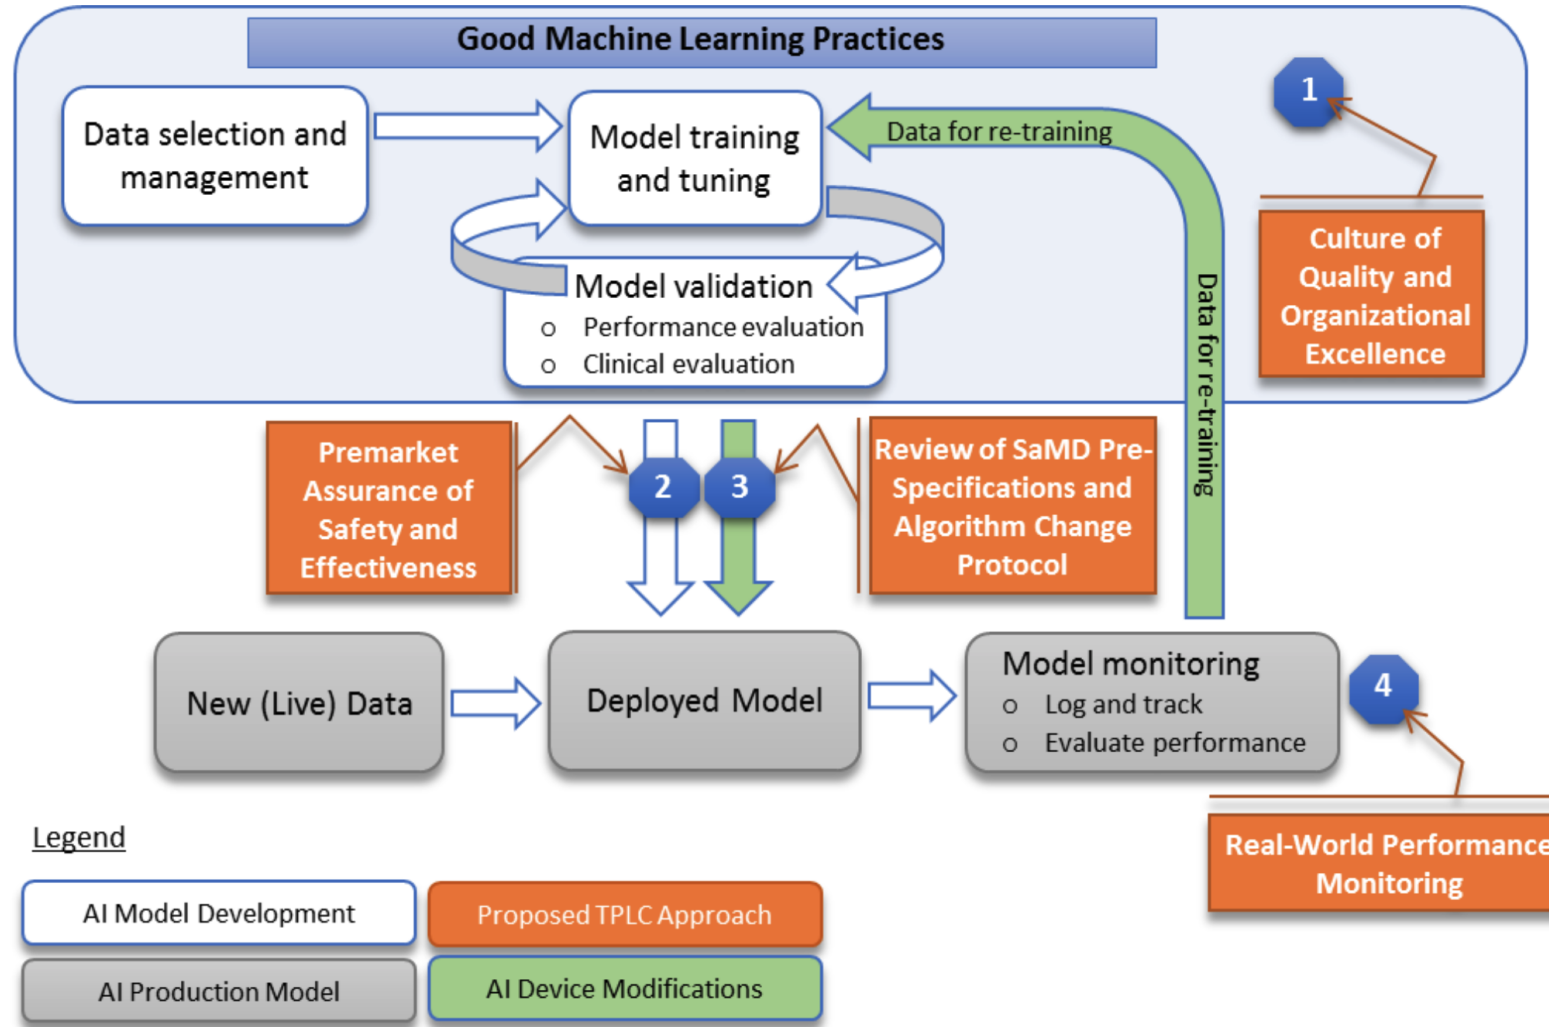 Good Machine Learning Practices
1
Data selection and
management
Model training
and tuning
Data for re-training
Culture of
Quality and
Organizational
Excellence
Model validation
o Performance evaluation
o Clinical evaluation
Data for re-training
Premarket
Assurance of
Safety and
Effectiveness
2
3
Review of SaMD Pre-
Specifications and
Algorithm Change
Protocol
New (Live) Data
Deployed Model
Model monitoring
o Log and track
o Evaluate performance
4
Real-World Performance
Monitoring
Legend
AI Model Development
Proposed TPLC Approach
AI Production Model
AI Device Modifications